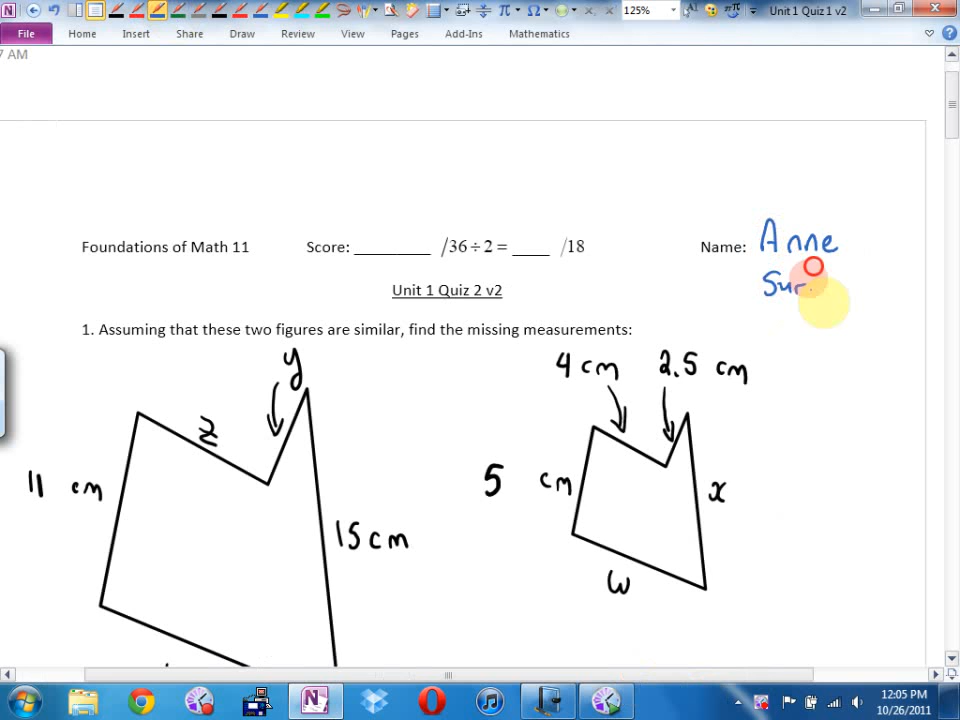 125% Unit 1 Quiz 1 v2
File Home Insert Share Draw Review View Pages Add-Ins Mathematics
7 AM
Foundations of Math 11 Score: ________ /36 ÷ 2 = ____ /18 Name: Anne
Sur
Unit 1 Quiz 2 v2
1. Assuming that these two figures are similar, find the missing measurements:
y
4 cm 2.5 cm
z
11 cm
5 cm
x
15 cm
w
12:05 PM
10/26/2011